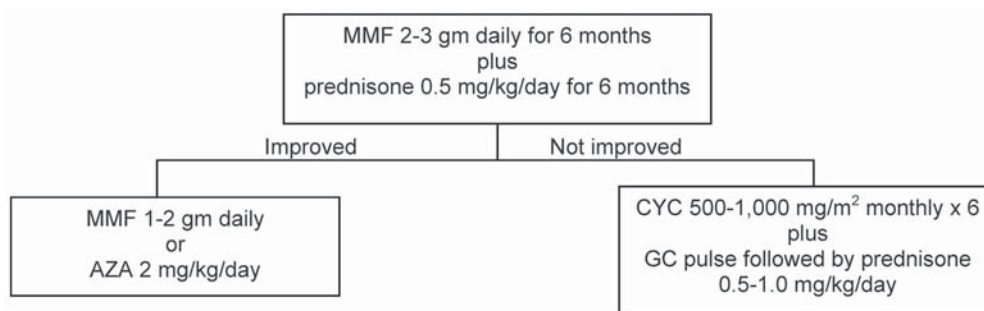 MMF 2-3 gm daily for 6 months
plus
prednisone 0.5 mg/kg/day for 6 months
Improved
Not improved
MMF 1-2 gm daily
or
AZA 2 mg/kg/day
CYC 500-1,000 mg/m² monthly x 6
plus
GC pulse followed by prednisone
0.5-1.0 mg/kg/day